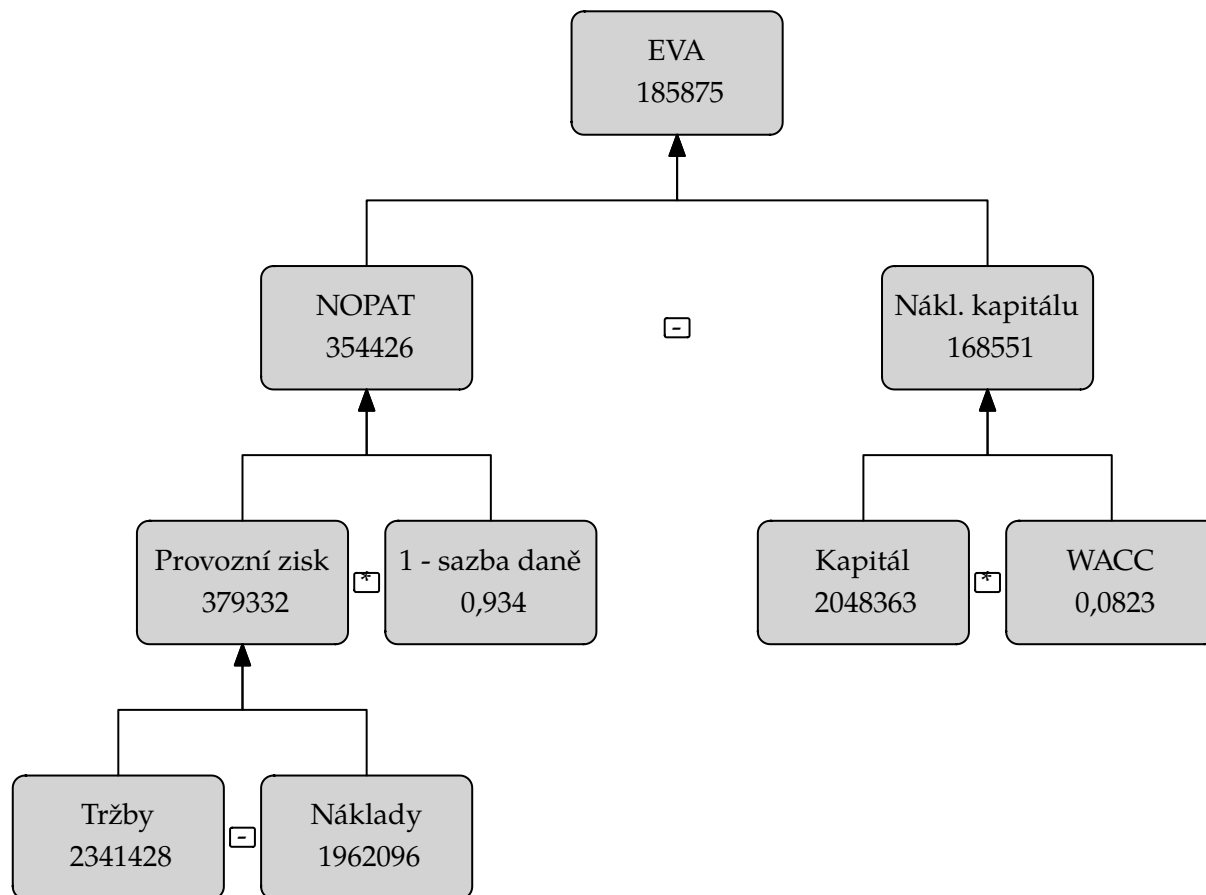 EVA
185875
NOPAT
354426
-
Nákl. kapitálu
168551
Provozní zisk
379332
*
1 - sazba daně
0,934
Kapitál
2048363
*
WACC
0,0823
Tržby
2341428
-
Náklady
1962096